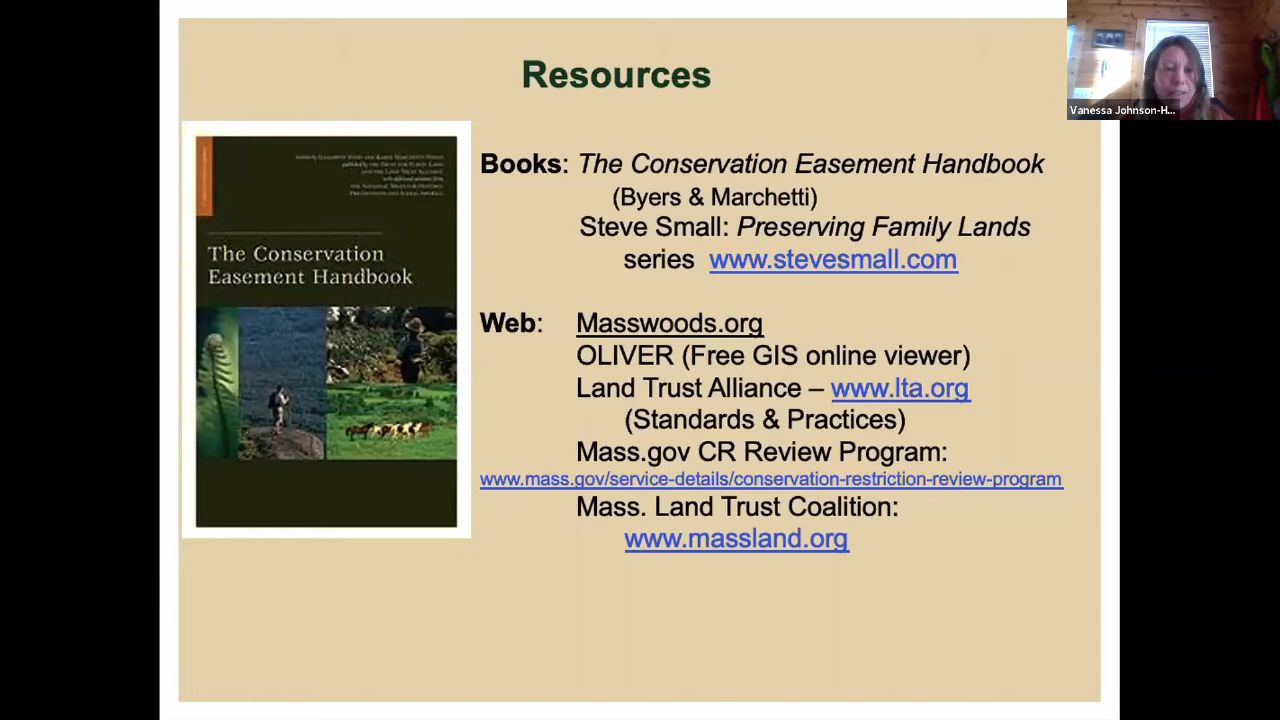 Resources
Vanessa Johnson-H...
The Conservation
Easement Handbook
Books: The Conservation Easement Handbook
(Byers & Marchetti)
Steve Small: Preserving Family Lands
series www.stevesmall.com
Web: Masswoods.org
OLIVER (Free GIS online viewer)
Land Trust Alliance – www.lta.org
(Standards & Practices)
Mass.gov CR Review Program:
www.mass.gov/service-details/conservation-restriction-review-program
Mass. Land Trust Coalition:
www.massland.org